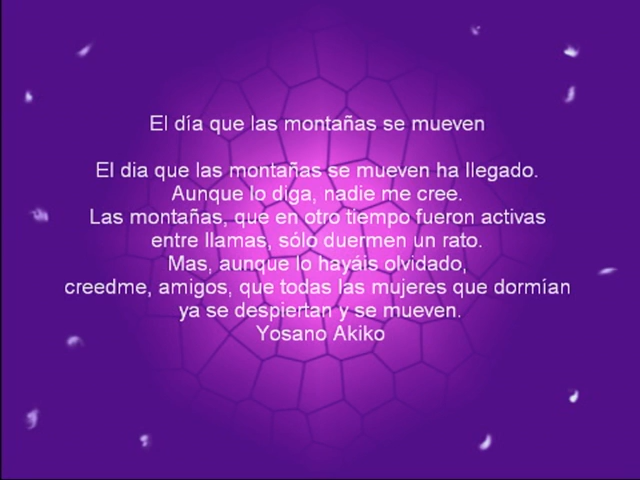 El día que las montañas se mueven
El dia que las montañas se mueven ha llegado.
Aunque lo diga, nadie me cree.
Las montañas, que en otro tiempo fueron activas
entre llamas, sólo duermen un rato.
Mas, aunque lo hayáis olvidado,
creedme, amigos, que todas las mujeres que dormían
ya se despiertan y se mueven.
Yosano Akiko